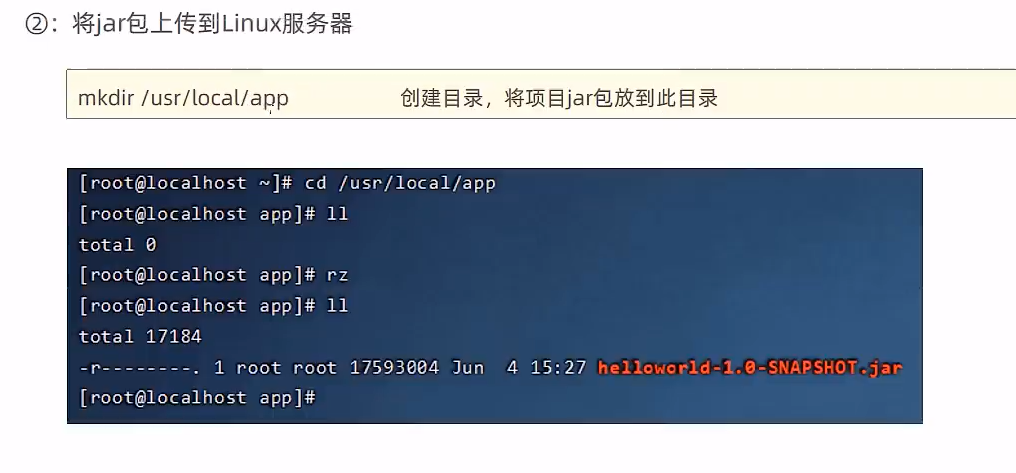 ②：将jar包上传到Linux服务器
mkdir /usr/local/app 创建目录，将项目jar包放到此目录
[root@localhost ~]# cd /usr/local/app
[root@localhost app]# ll
total 0
[root@localhost app]# rz
[root@localhost app]# ll
total 17184
-r--------. 1 root root 17593004 Jun  4 15:27 helloworld-1.0-SNAPSHOT.jar
[root@localhost app]#